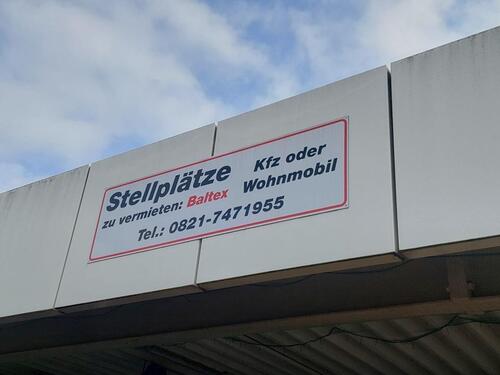 Stellplätze Kfz oder
zu vermieten: Baltex Wohnmobil
Tel.: 0821-7471955